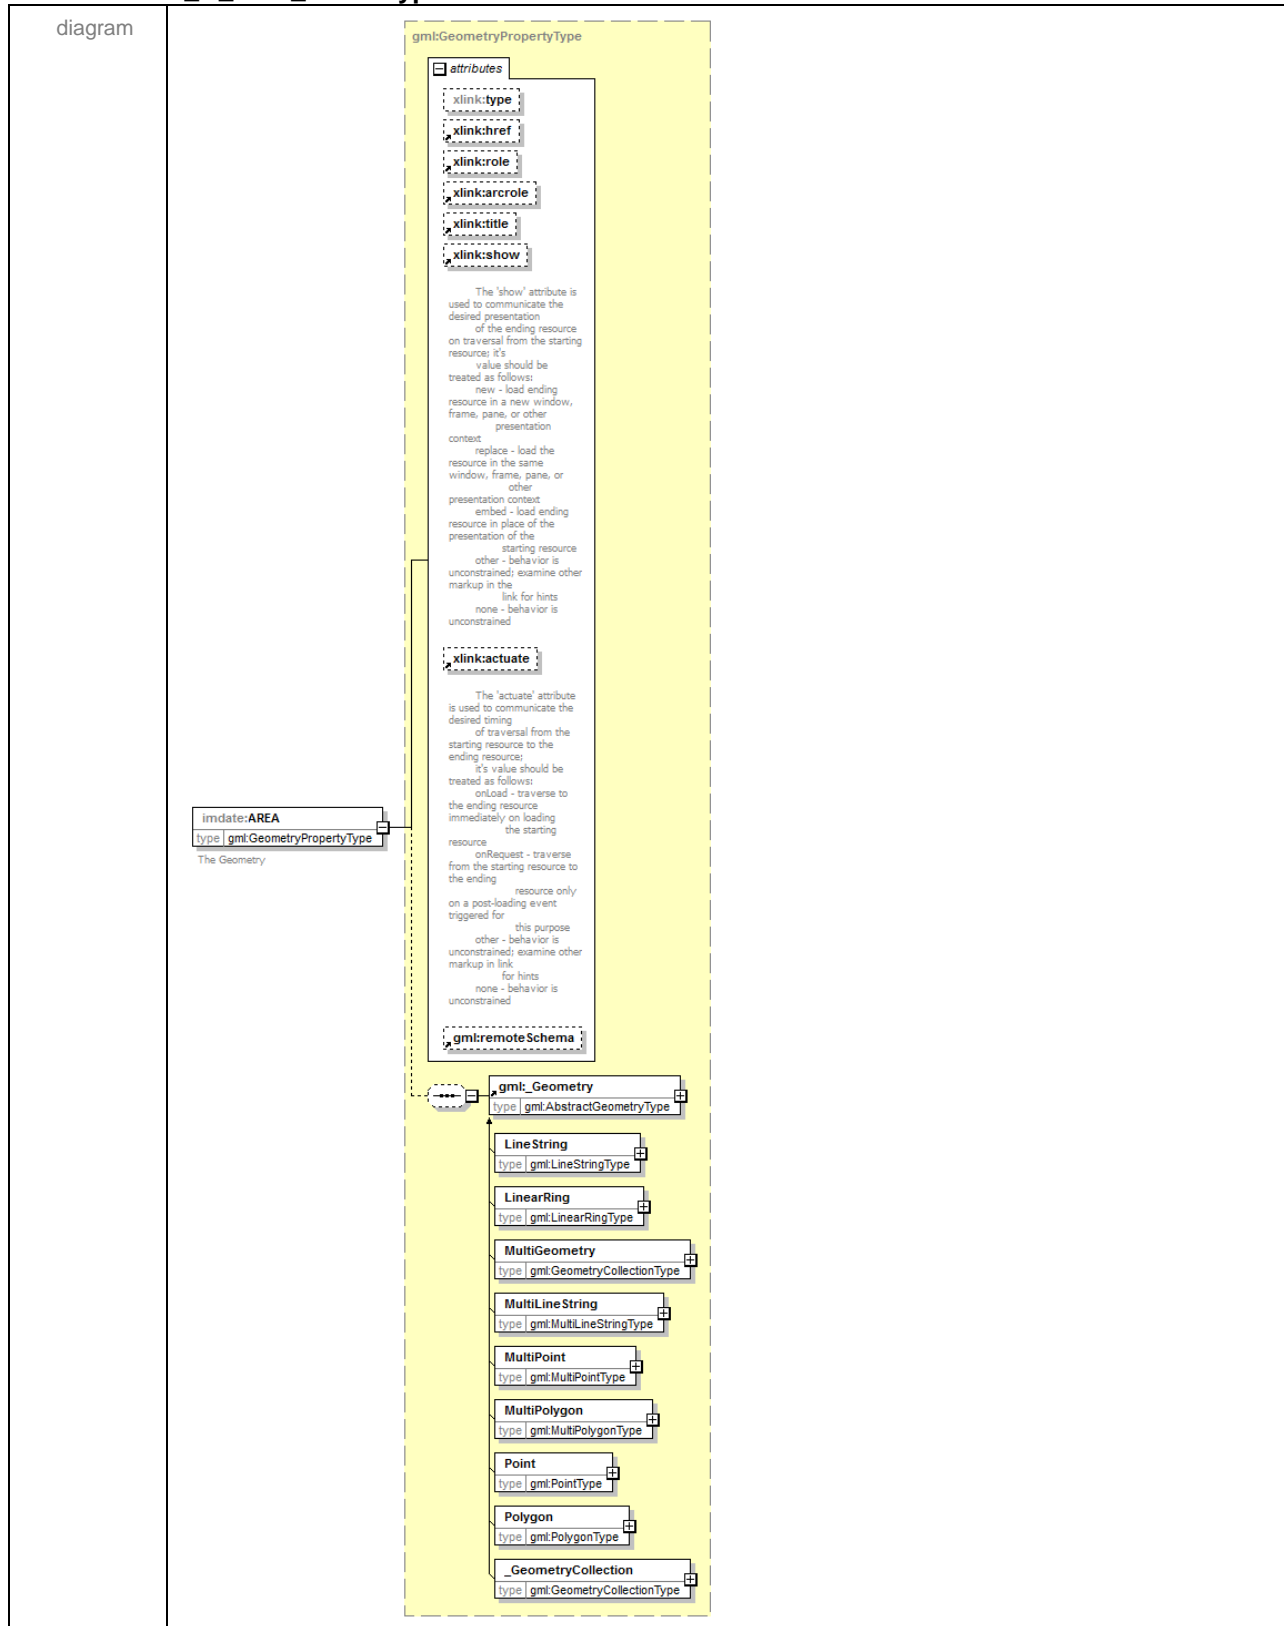 diagram
gml:GeometryPropertyType
attributes
xlink:type
xlink:href
xlink:role
xlink:arcrole
xlink:title
xlink:show
The 'show' attribute is
used to communicate the
desired presentation
of the ending resource
on traversal from the starting
resource; it's
value should be
treated as follows:
new - load ending
resource in a new window,
frame, pane, or other
presentation
context
replace - load the
resource in the same
window, frame, pane, or
other
presentation context
embed - load ending
resource in place of the
presentation of the
starting resource
other - behavior is
unconstrained; examine other
markup in the
link for hints
none - behavior is
unconstrained
xlink:actuate
The 'actuate' attribute
is used to communicate the
desired timing
of traversal from the
starting resource to the
ending resource;
it's value should be
treated as follows:
onLoad - traverse to
the ending resource
immediately on loading
the starting
resource
onRequest - traverse
from the starting resource to
the ending
resource only
on a post-loading event
triggered for
this purpose
other - behavior is
unconstrained; examine other
markup in link
for hints
none - behavior is
unconstrained
gml:remoteSchema
imdate:AREA
type gml:GeometryPropertyType
The Geometry
gml:_Geometry
type gml:AbstractGeometryType
LineString
type gml:LineStringType
LinearRing
type gml:LinearRingType
MultiGeometry
type gml:GeometryCollectionType
MultiLineString
type gml:MultiLineStringType
MultiPoint
type gml:MultiPointType
MultiPolygon
type gml:MultiPolygonType
Point
type gml:PointType
Polygon
type gml:PolygonType
_GeometryCollection
type gml:GeometryCollectionType